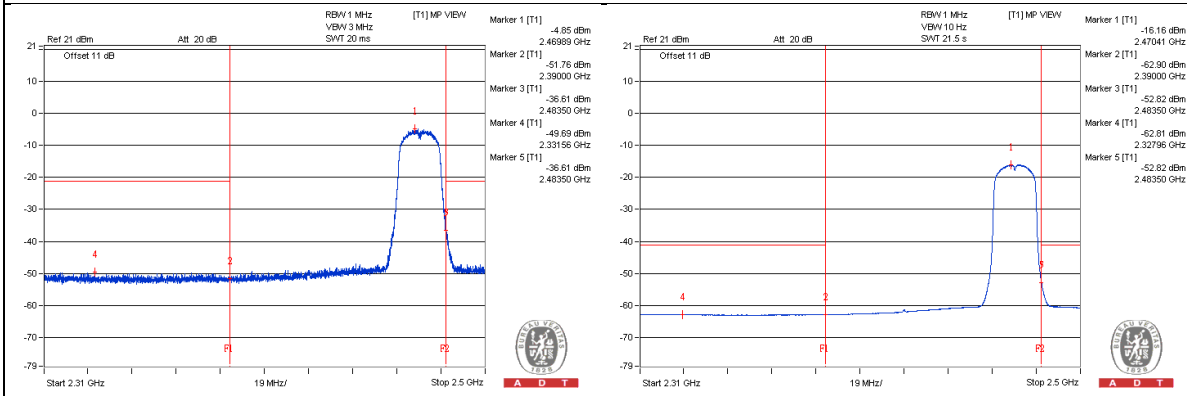 RBW 1 MHz [T1] MP VIEW
VBW 3 MHz
Ref 21 dBm Att 20 dB SWT 20 ms
Offset 11 dB
Marker 1 [T1]
-4.85 dBm
2.46989 GHz
Marker 2 [T1]
-51.76 dBm
2.39000 GHz
Marker 3 [T1]
-36.61 dBm
2.48350 GHz
Marker 4 [T1]
-49.69 dBm
2.33156 GHz
Marker 5 [T1]
-36.61 dBm
2.48350 GHz
21
10
0
-10
-20
-30
-40
-50
-60
-70
-79
1
4
2
F1
F2
Start 2.31 GHz 19 MHz/ Stop 2.5 GHz
BUREAU VERITAS
1828
A D T
RBW 1 MHz [T1] MP VIEW
VBW 10 Hz
Ref 21 dBm Att 20 dB SWT 21.5 s
Offset 11 dB
Marker 1 [T1]
-16.16 dBm
2.47041 GHz
Marker 2 [T1]
-62.90 dBm
2.39000 GHz
Marker 3 [T1]
-52.82 dBm
2.48350 GHz
Marker 4 [T1]
-62.81 dBm
2.32796 GHz
Marker 5 [T1]
-52.82 dBm
2.48350 GHz
21
10
0
-10
-20
-30
-40
-50
-60
-70
-79
1
4
2
F1
F2
Start 2.31 GHz 19 MHz/ Stop 2.5 GHz
BUREAU VERITAS
1828
A D T